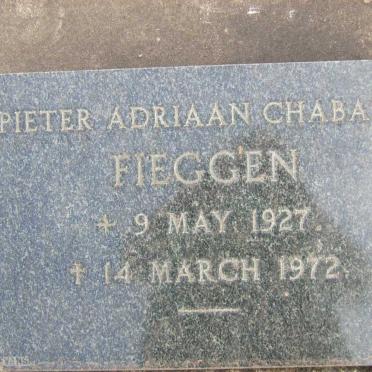 PIETER ADRIAAN CHABA
FIEGGEN
* 9 MAY. 1927.
† 14 MARCH 1972.